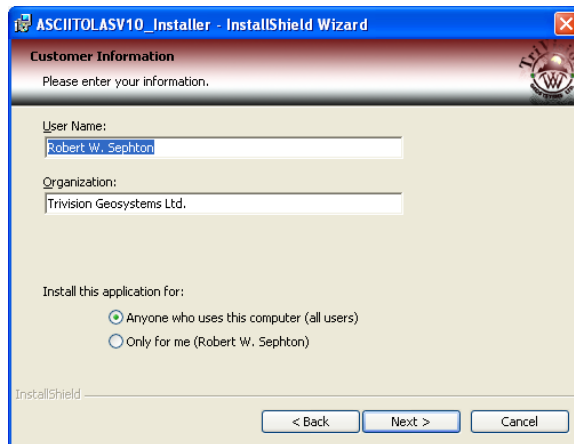 ASCIITOLASV10_Installer - InstallShield Wizard
Customer Information
Please enter your information.
User Name:
Robert W. Sephton
Organization:
Trivision Geosystems Ltd.
Install this application for:
Anyone who uses this computer (all users)
Only for me (Robert W. Sephton)
InstallShield
< Back
Next >
Cancel